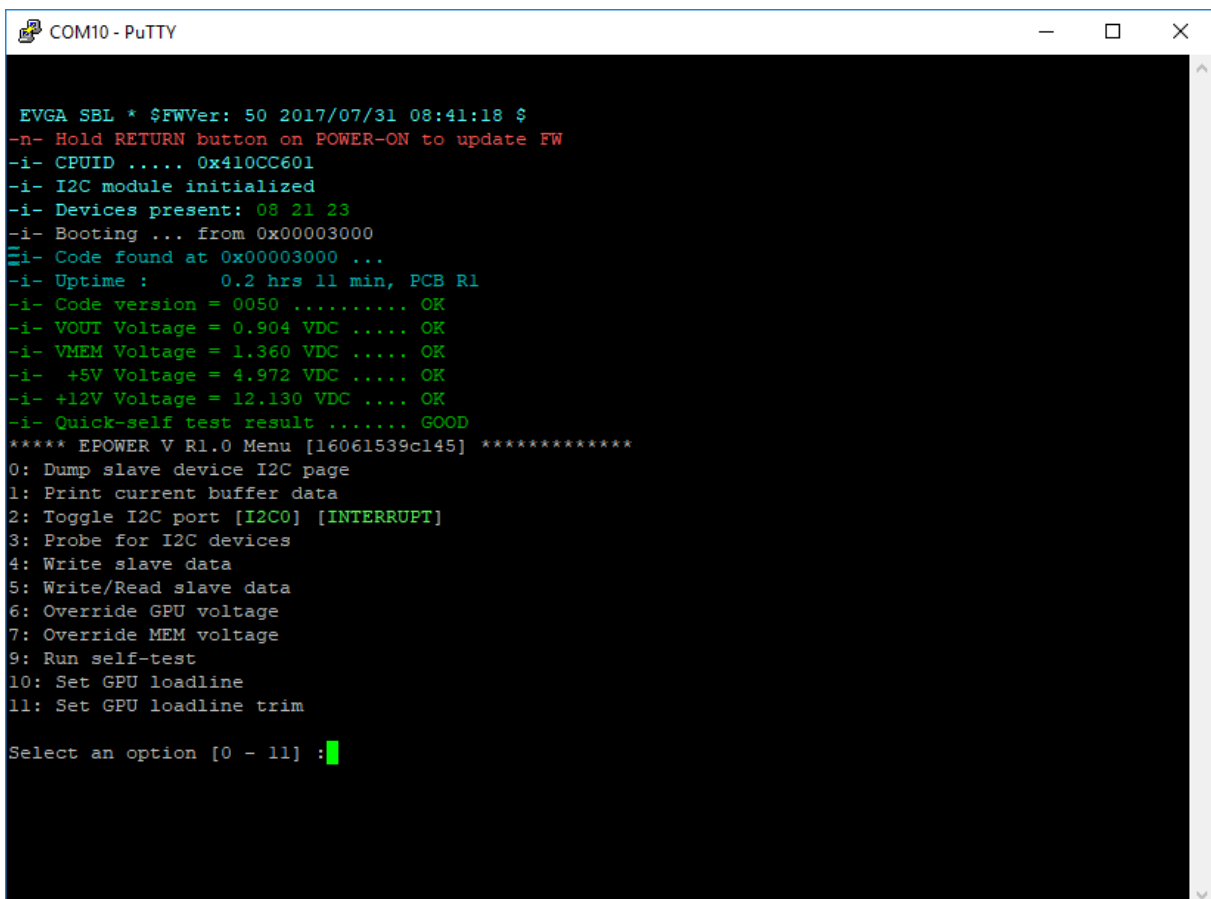 COM10 - PuTTY
EVGA SBL * $FWVer: 50 2017/07/31 08:41:18 $
-n- Hold RETURN button on POWER-ON to update FW
-i- CPUID ..... 0x410CC601
-i- I2C module initialized
-i- Devices present: 08 21 23
-i- Booting ... from 0x00003000
-i- Code found at 0x00003000 ...
-i- Uptime :      0.2 hrs 11 min, PCB R1
-i- Code version = 0050 .......... OK
-i- VOUT Voltage = 0.904 VDC ..... OK
-i- VMEM Voltage = 1.360 VDC ..... OK
-i-  +5V Voltage = 4.972 VDC ..... OK
-i- +12V Voltage = 12.130 VDC .... OK
-i- Quick-self test result ....... GOOD
***** EPOWER V R1.0 Menu [16061539c145] *************
0: Dump slave device I2C page
1: Print current buffer data
2: Toggle I2C port [I2C0] [INTERRUPT]
3: Probe for I2C devices
4: Write slave data
5: Write/Read slave data
6: Override GPU voltage
7: Override MEM voltage
9: Run self-test
10: Set GPU loadline
11: Set GPU loadline trim
Select an option [0 - 11] :